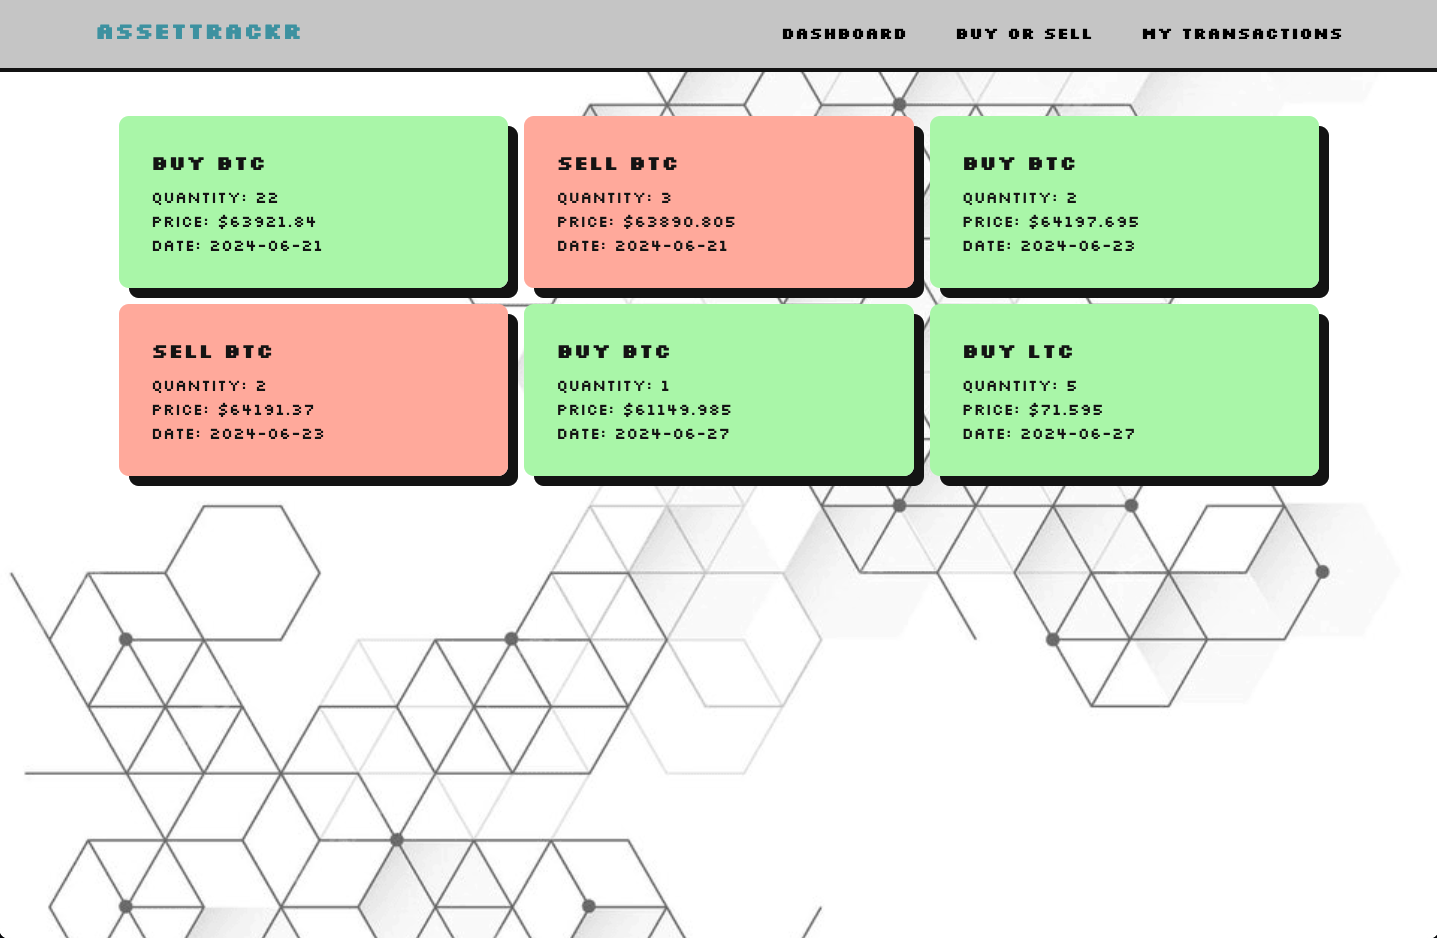 ASSETTRACKR
DASHBOARD BUY OR SELL MY TRANSACTIONS
BUY BTC
QUANTITY: 22
PRICE: $63921.84
DATE: 2024-06-21
SELL BTC
QUANTITY: 3
PRICE: $63890.805
DATE: 2024-06-21
BUY BTC
QUANTITY: 2
PRICE: $64197.695
DATE: 2024-06-23
SELL BTC
QUANTITY: 2
PRICE: $64191.37
DATE: 2024-06-23
BUY BTC
QUANTITY: 1
PRICE: $61149.985
DATE: 2024-06-27
BUY LTC
QUANTITY: 5
PRICE: $71.595
DATE: 2024-06-27